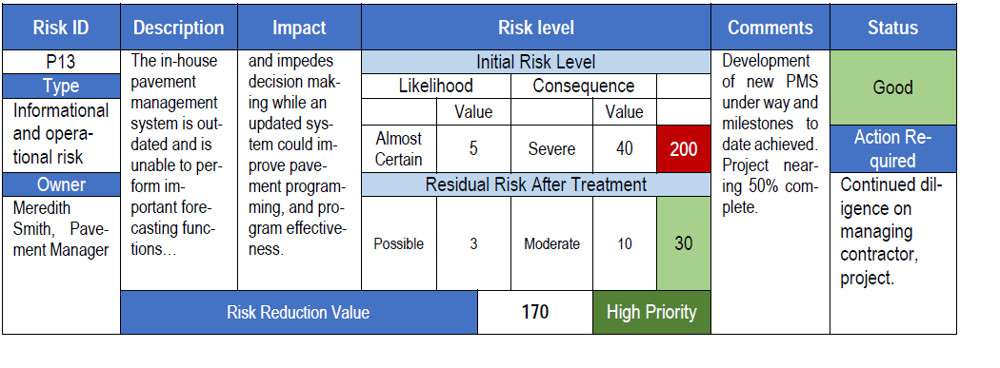 Risk ID
Description
Impact
Risk level
Comments
Status
P13
Type
Informational
and opera-
tional risk
Owner
Meredith
Smith, Pave-
ment Manager
The in-house
pavement
management
system is out-
dated and is
unable to per-
form im-
portant fore-
casting func-
tions…
and impedes
decision mak-
ing while an
updated sys-
tem could im-
prove pave-
ment program-
ming, and pro-
gram effective-
ness.
Initial Risk Level
Likelihood
Consequence
Value
Value
Almost
Certain
5
Severe
40
200
Residual Risk After Treatment
Possible
3
Moderate
10
30
Development
of new PMS
under way and
milestones to
date achieved.
Project near-
ing 50% com-
plete.
Good
Action Re-
quired
Continued dil-
igence on
managing
contractor,
project.
Risk Reduction Value
170
High Priority